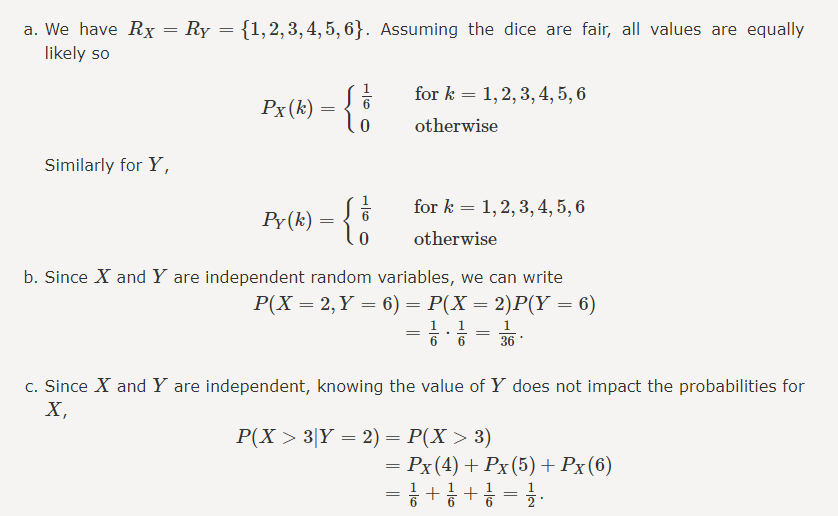 a. We have R_X = R_Y = {1, 2, 3, 4, 5, 6}. Assuming the dice are fair, all values are equally
likely so
P_X(k) = { 1/6 for k = 1, 2, 3, 4, 5, 6
0 otherwise
Similarly for Y,
P_Y(k) = { 1/6 for k = 1, 2, 3, 4, 5, 6
0 otherwise
b. Since X and Y are independent random variables, we can write
P(X = 2, Y = 6) = P(X = 2)P(Y = 6)
= 1/6 · 1/6 = 1/36.
c. Since X and Y are independent, knowing the value of Y does not impact the probabilities for
X,
P(X > 3|Y = 2) = P(X > 3)
= P_X(4) + P_X(5) + P_X(6)
= 1/6 + 1/6 + 1/6 = 1/2.